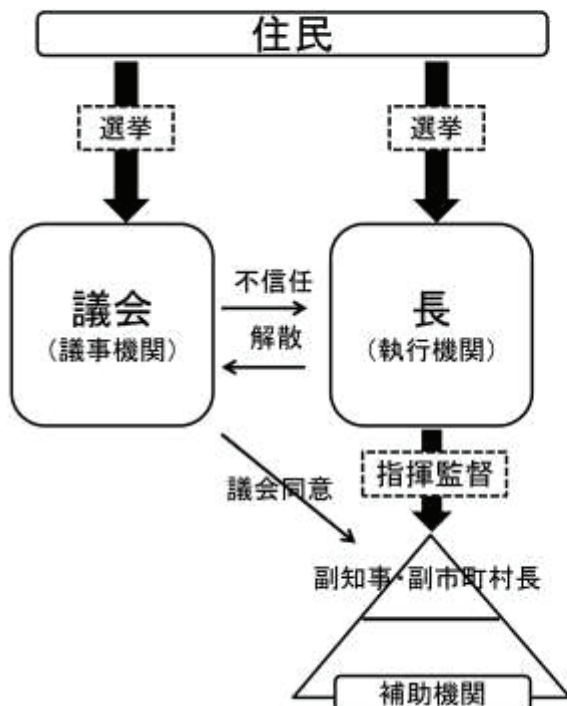 住民
選挙
選挙
議会
(議事機関)
長
(執行機関)
不信任
解散
議会同意
指揮監督
副知事・副市町村長
補助機関